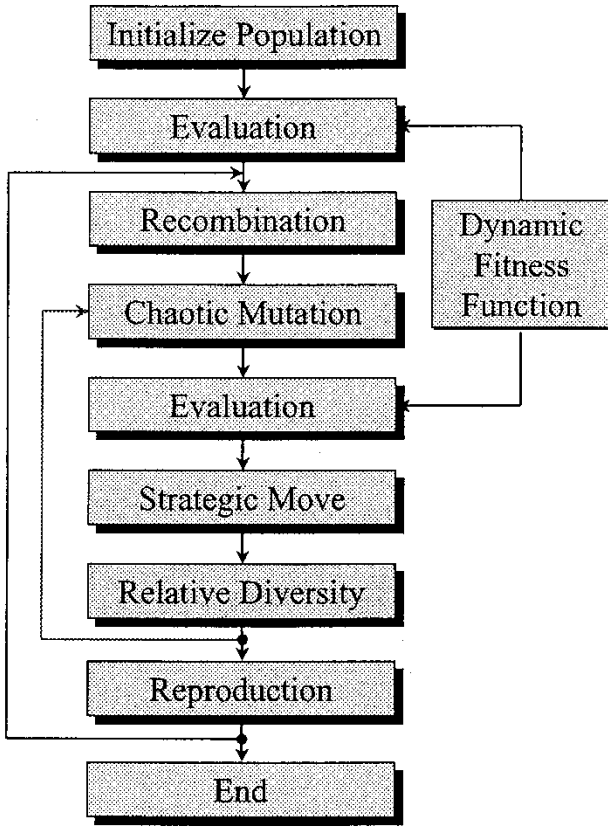 Initialize Population
Evaluation
Recombination
Chaotic Mutation
Evaluation
Strategic Move
Relative Diversity
Reproduction
End
Dynamic
Fitness
Function